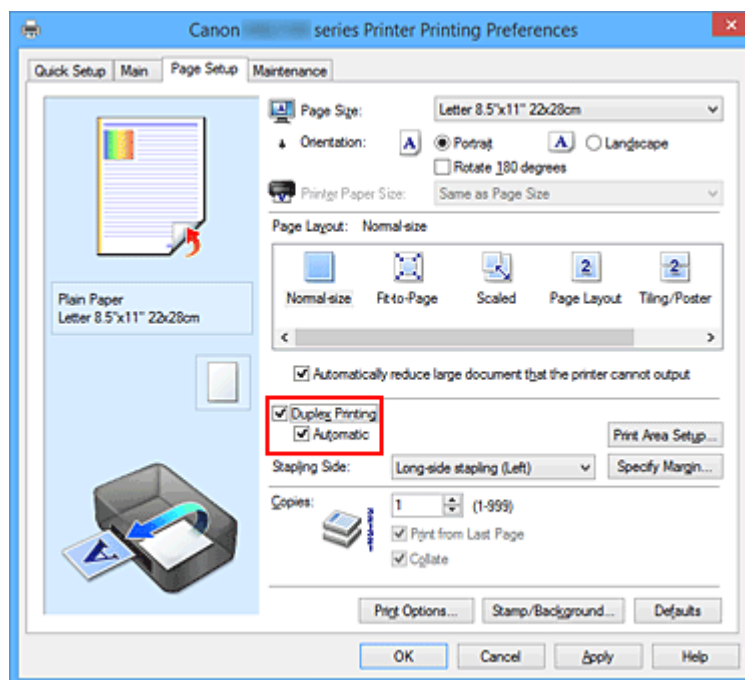 Canon series Printer Printing Preferences
Quick Setup Main Page Setup Maintenance
Page Size: Letter 8.5"x11" 22x28cm
Orientation: A Portrait A Landscape
Rotate 180 degrees
Printer Paper Size: Same as Page Size
Page Layout: Normal-size
2 2
Normal-size Fit-to-Page Scaled Page Layout Tiling/Poster
Plain Paper
Letter 8.5"x11" 22x28cm
Automatically reduce large document that the printer cannot output
Duplex Printing
Automatic
Print Area Setup...
Stapling Side: Long-side stapling (Left) Specify Margin...
Copies: 1 (1-999)
Print from Last Page
Collate
A
Print Options... Stamp/Background... Defaults
OK Cancel Apply Help